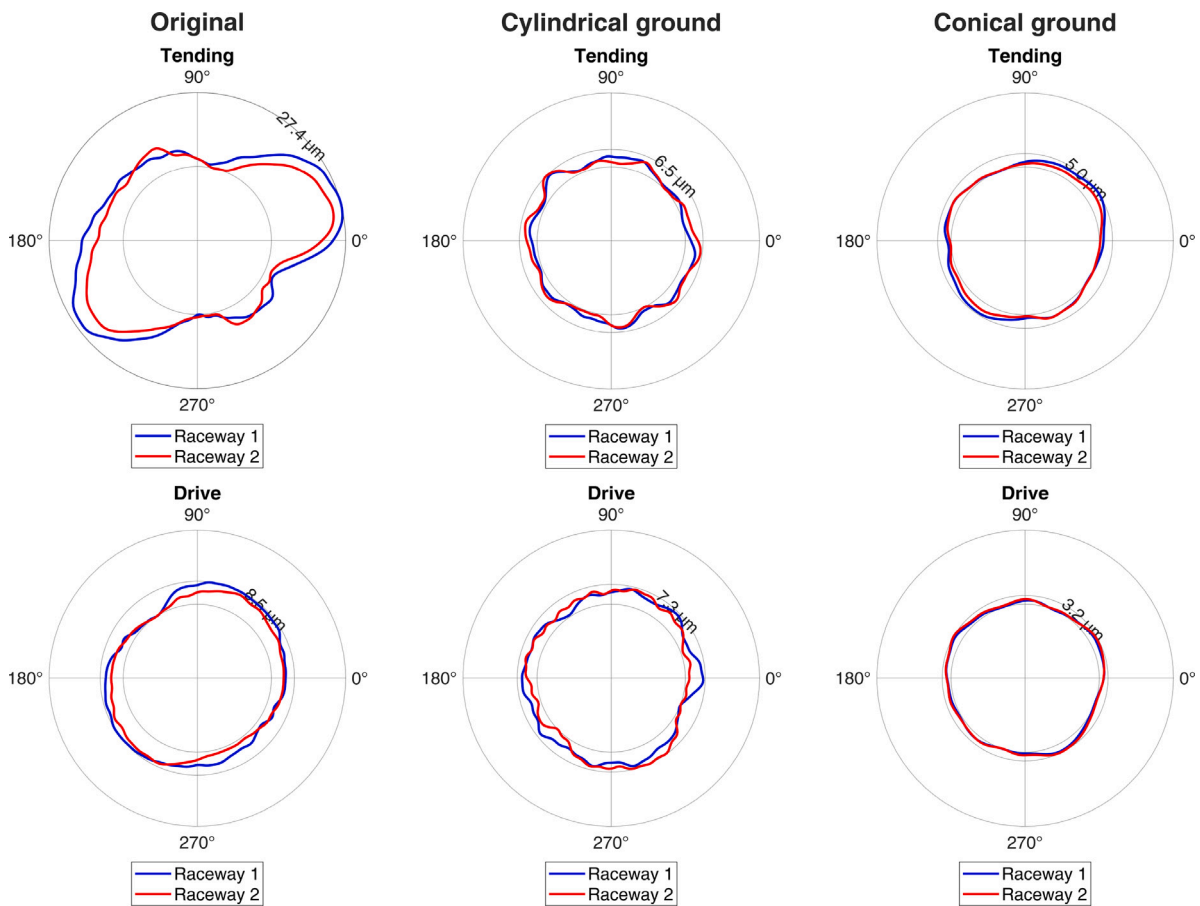 Original
Cylindrical ground
Conical ground
Tending
Tending
Tending
90°
90°
90°
27.4 µm
6.5 µm
5.0 µm
180°
0°
180°
0°
180°
0°
270°
270°
270°
Raceway 1
Raceway 2
Raceway 1
Raceway 2
Raceway 1
Raceway 2
Drive
Drive
Drive
90°
90°
90°
8.5 µm
7.3 µm
3.2 µm
180°
0°
180°
0°
180°
0°
270°
270°
270°
Raceway 1
Raceway 2
Raceway 1
Raceway 2
Raceway 1
Raceway 2